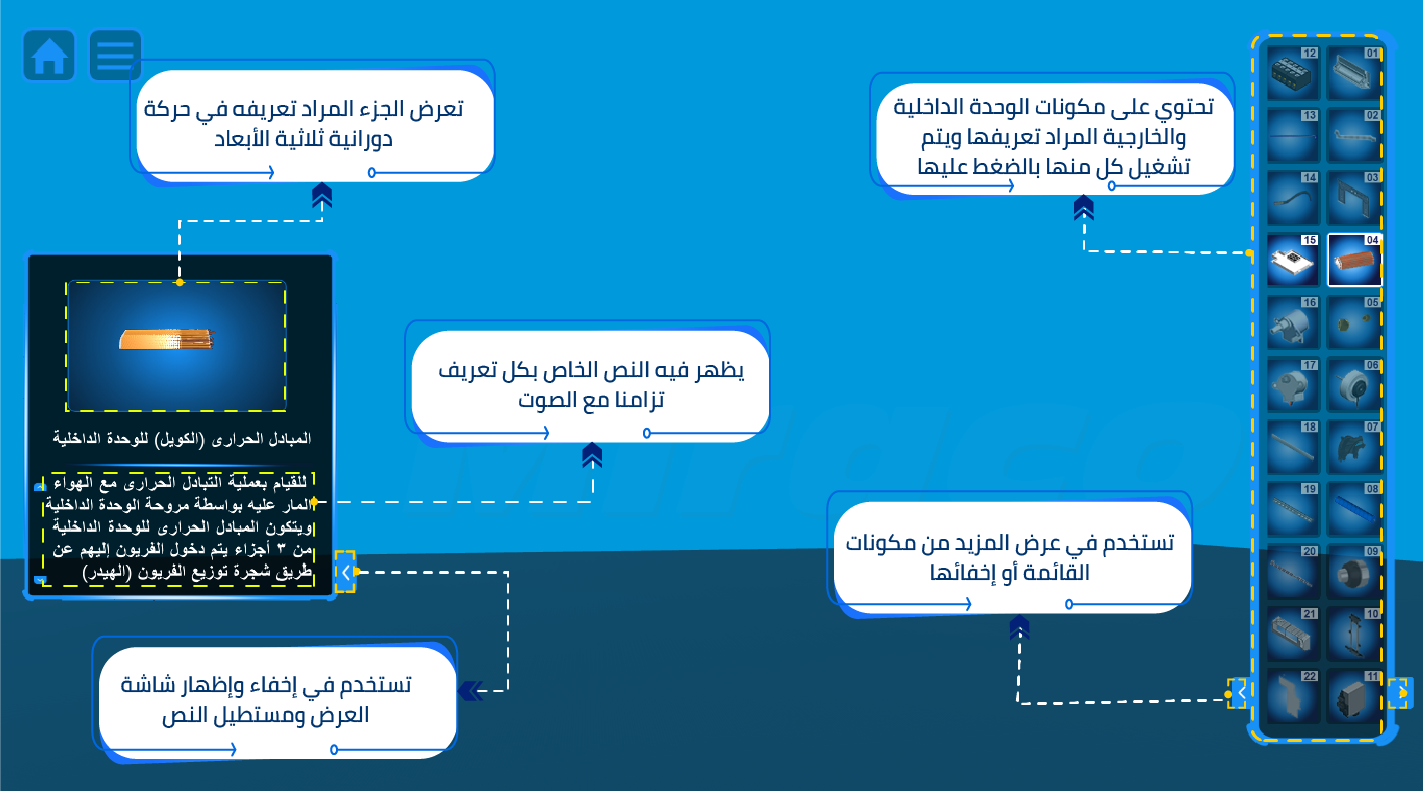 تعرض الجزء المراد تعريفه في حركة
دورانية ثلاثية الأبعاد
تحتوي على مكونات الوحدة الداخلية
والخارجية المراد تعريفها ويتم
تشغيل كل منها بالضغط عليها
يظهر فيه النص الخاص بكل تعريف
تزامنا مع الصوت
المبادل الحرارى (الكويل) للوحدة الداخلية
للقيام بعملية التبادل الحرارى مع الهواء
المار عليه بواسطة مروحة الوحدة الداخلية
ويتكون المبادل الحرارى للوحدة الداخلية
من ٣ أجزاء يتم دخول الفريون إليهم عن
طريق شجرة توزيع الفريون (الهيدر)
تستخدم في عرض المزيد من مكونات
القائمة أو إخفائها
تستخدم في إخفاء وإظهار شاشة
العرض ومستطيل النص
12 01
13 02
14 03
15 04
16 05
17 06
18 07
19 08
20 09
21 10
22 11